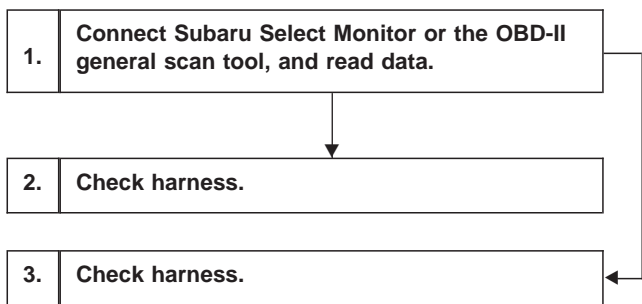 1.
Connect Subaru Select Monitor or the OBD-II
general scan tool, and read data.
2.
Check harness.
3.
Check harness.